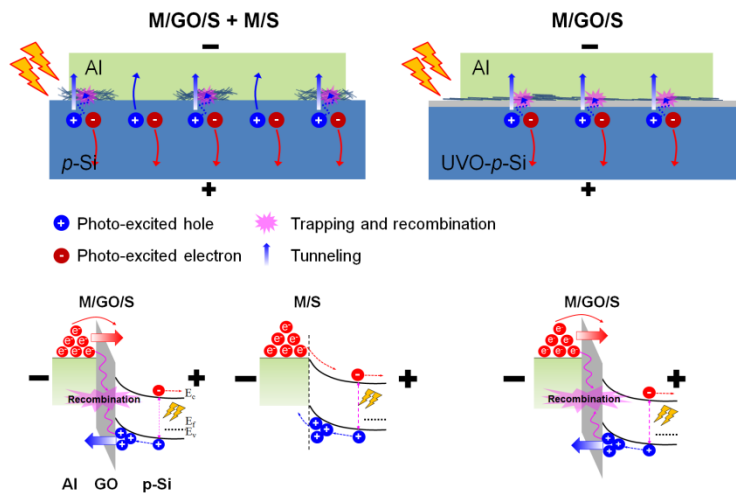 M/GO/S + M/S
M/GO/S
−
−
Al
Al
+ - + - + - + - + -
+ - + - + -
p-Si
UVO-p-Si
+
+
+ Photo-excited hole
Trapping and recombination
- Photo-excited electron
Tunneling
M/GO/S
M/S
M/GO/S
e⁻
e⁻ e⁻
e⁻ e⁻ e⁻
e⁻
e⁻ e⁻
e⁻ e⁻ e⁻
e⁻
e⁻ e⁻
e⁻ e⁻ e⁻
− + − + − +
- Ec
-
-
Recombination
Recombination
Ef
Ev
+ + + + +
+ + + + +
+ + + + +
Al GO p-Si